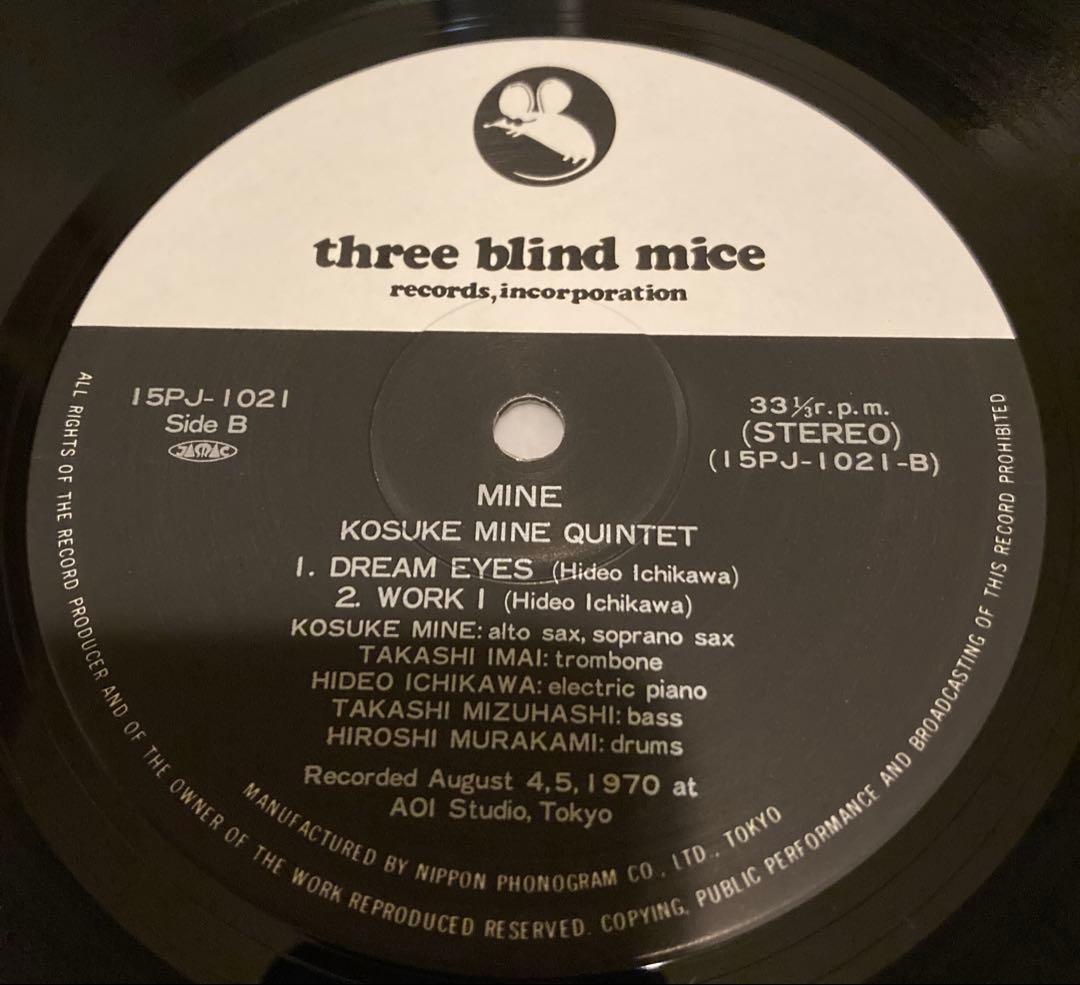 three blind mice
records, incorporation
15PJ-1021
Side B
JASRAC
33⅓r.p.m.
(STEREO)
(15PJ-1021-B)
MINE
KOSUKE MINE QUINTET
1. DREAM EYES (Hideo Ichikawa)
2. WORK I (Hideo Ichikawa)
KOSUKE MINE: alto sax, soprano sax
TAKASHI IMAI: trombone
HIDEO ICHIKAWA: electric piano
TAKASHI MIZUHASHI: bass
HIROSHI MURAKAMI: drums
Recorded August 4,5, 1970 at
AOI Studio, Tokyo
MANUFACTURED BY NIPPON PHONOGRAM CO., LTD., TOKYO
ALL RIGHTS OF THE RECORD PRODUCER AND OF THE OWNER OF THE WORK REPRODUCED RESERVED. COPYING, PUBLIC PERFORMANCE AND BROADCASTING OF THIS RECORD PROHIBITED